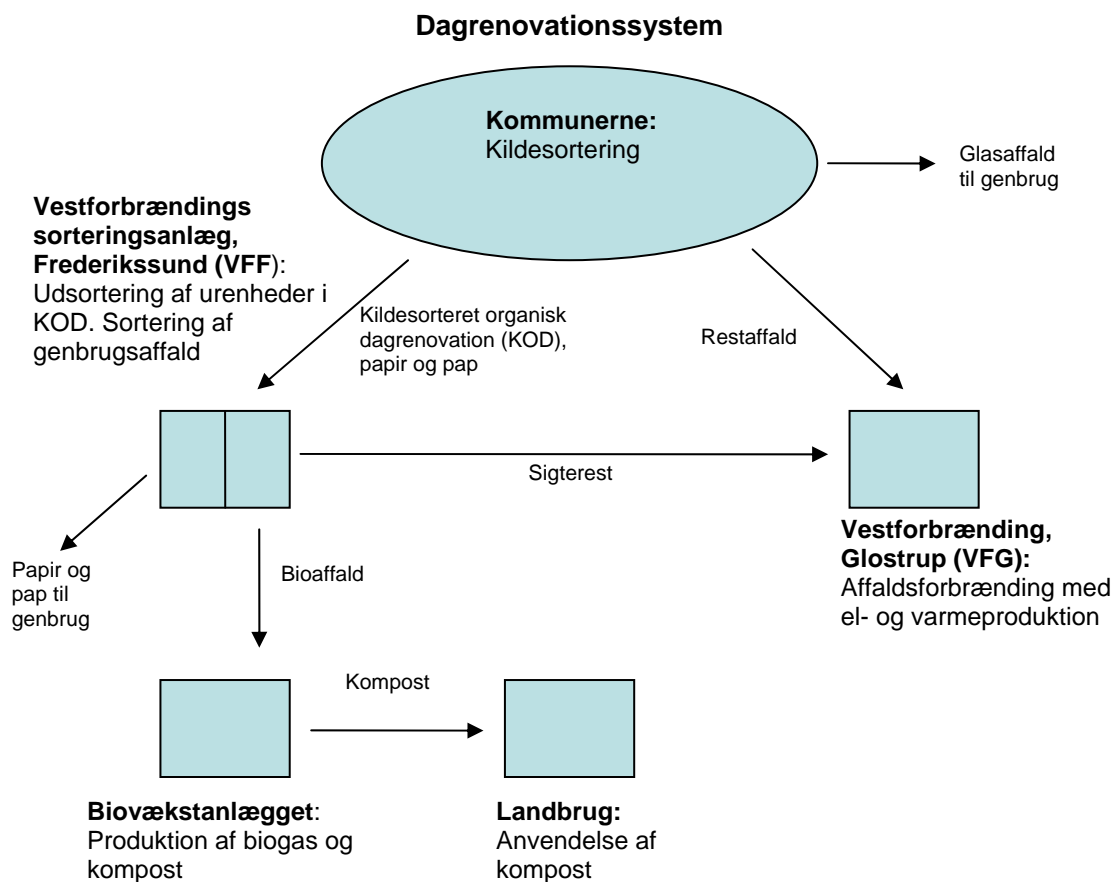 Dagrenovationssystem
Kommunerne:
Kildesortering
Glasaffald
til genbrug
Vestforbrændings
sorteringsanlæg,
Frederikssund (VFF):
Udsortering af urenheder i
KOD. Sortering af
genbrugsaffald
Kildesorteret organisk
dagrenovation (KOD),
papir og pap
Restaffald
Sigterest
Vestforbrænding,
Glostrup (VFG):
Affaldsforbrænding med
el- og varmeproduktion
Papir og
pap til
genbrug
Bioaffald
Kompost
Biovækstanlægget:
Produktion af biogas og
kompost
Landbrug:
Anvendelse af
kompost